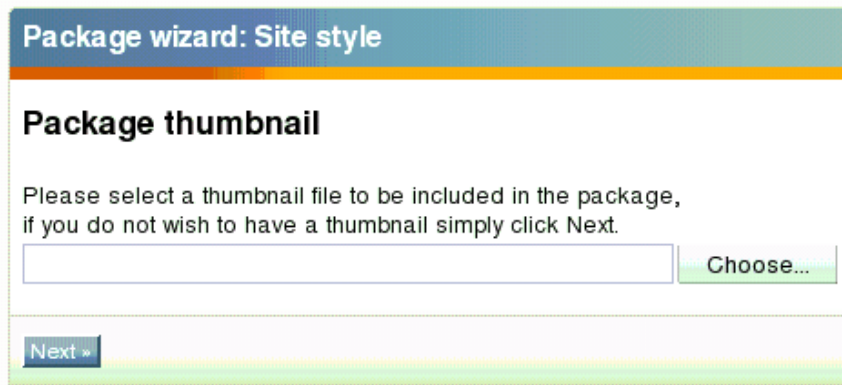 Package wizard: Site style
Package thumbnail
Please select a thumbnail file to be included in the package,
if you do not wish to have a thumbnail simply click Next.
Choose...
Next »